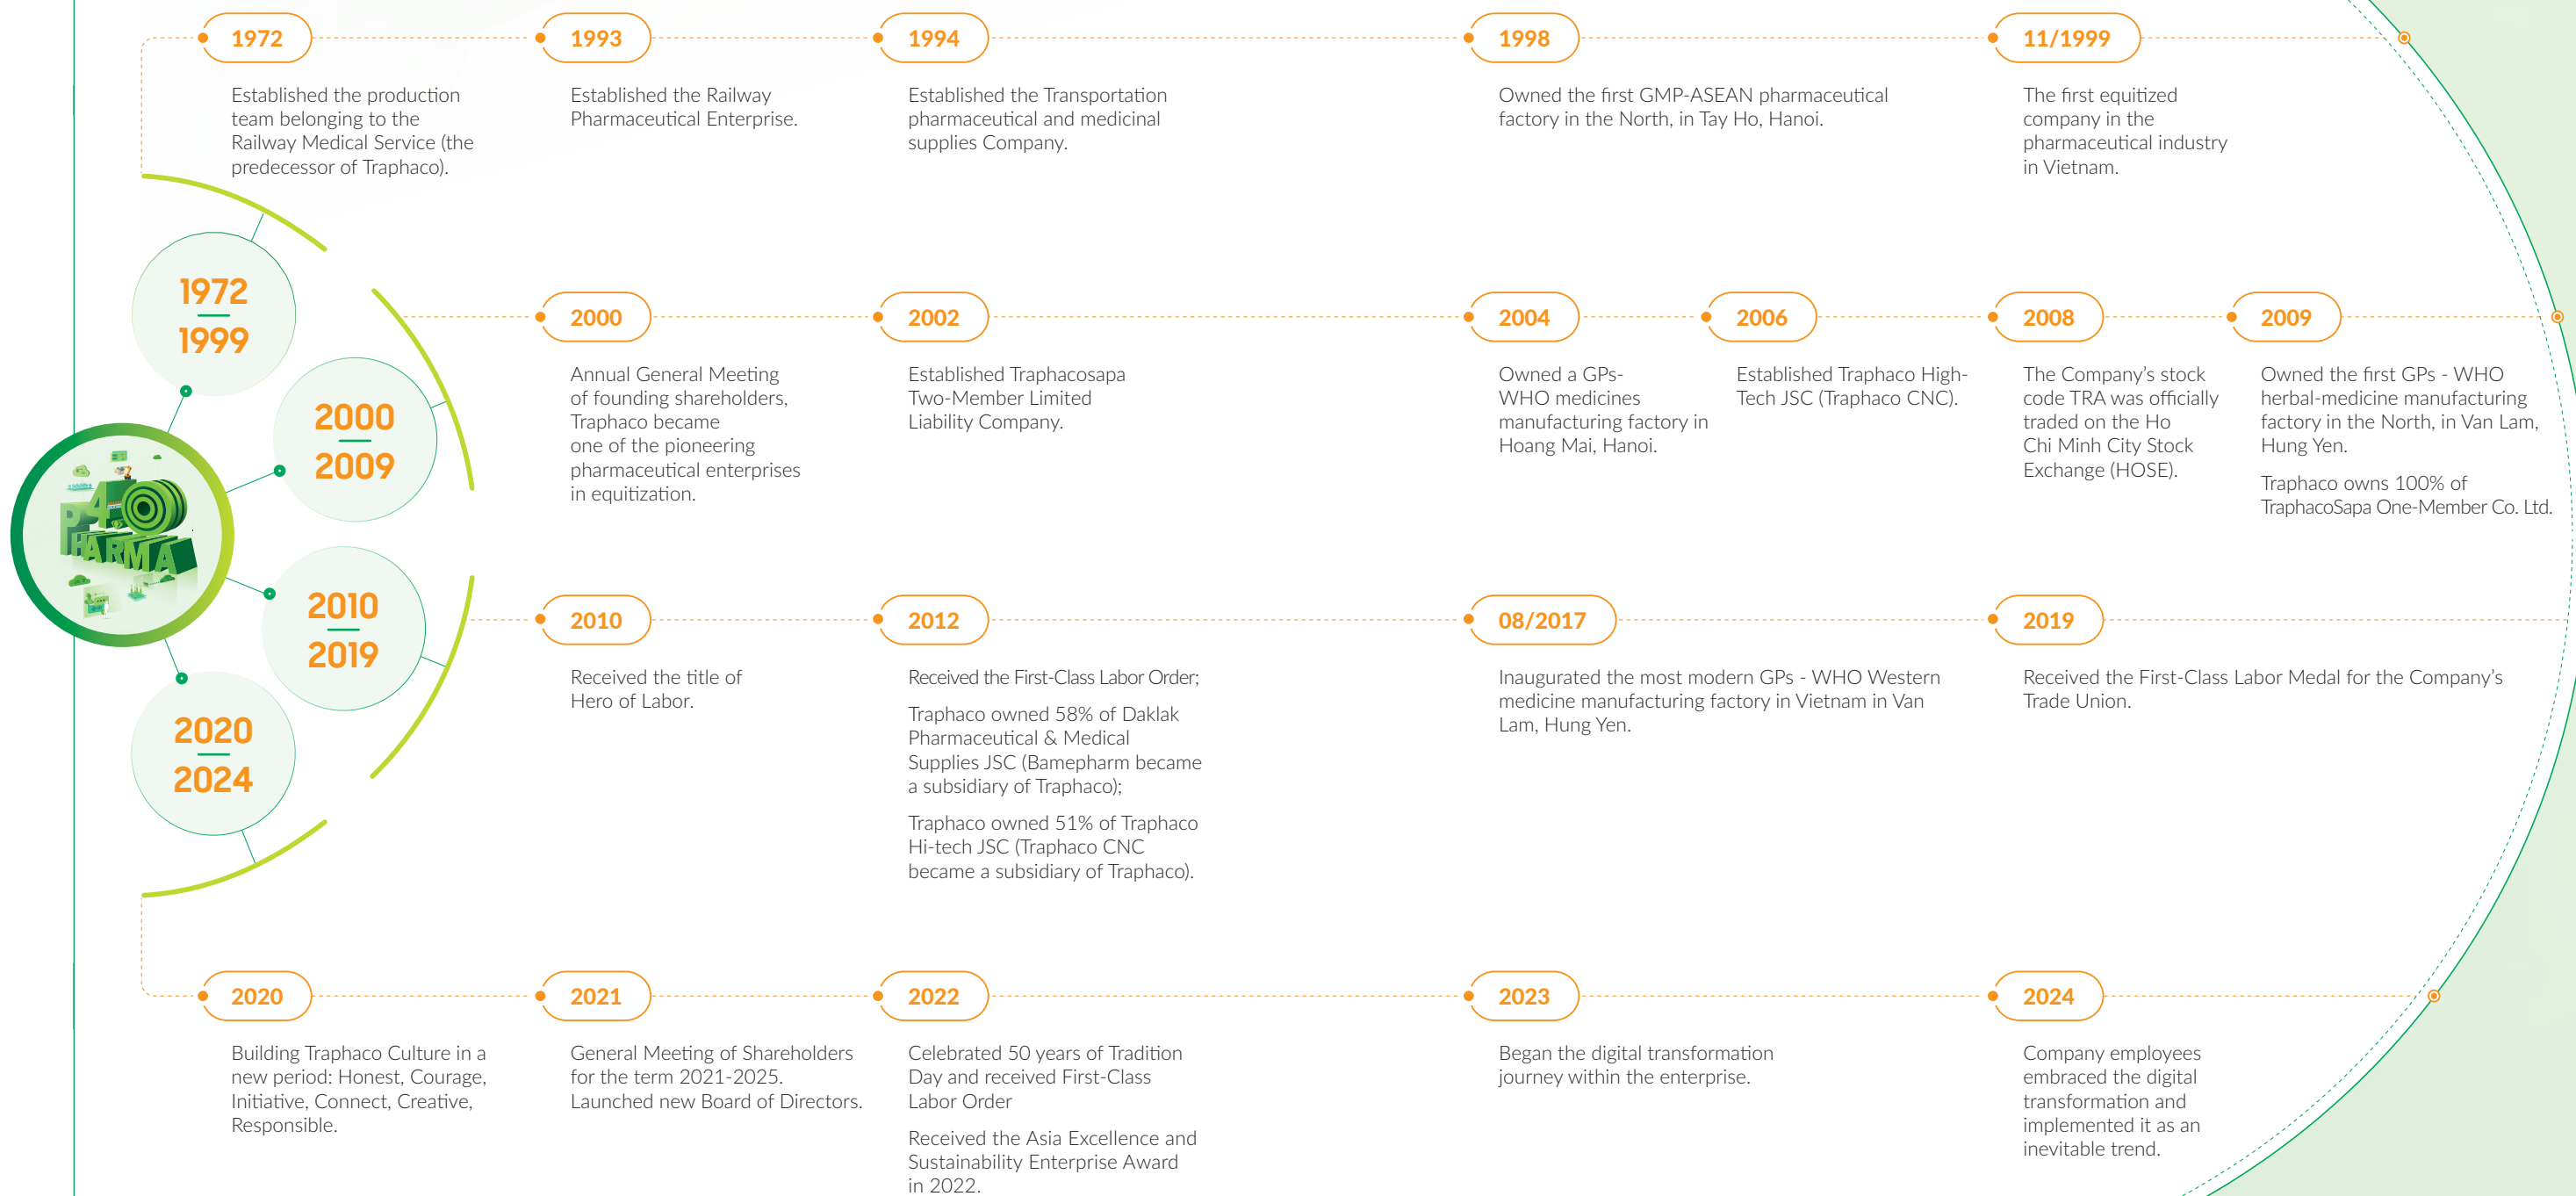 1972
Established the production
team belonging to the
Railway Medical Service (the
predecessor of Traphaco).
1993
Established the Railway
Pharmaceutical Enterprise.
1994
Established the Transportation
pharmaceutical and medicinal
supplies Company.
1998
Owned the first GMP-ASEAN pharmaceutical
factory in the North, in Tay Ho, Hanoi.
11/1999
The first equitized
company in the
pharmaceutical industry
in Vietnam.
1972
1999
2000
2009
2000
Annual General Meeting
of founding shareholders,
Traphaco became
one of the pioneering
pharmaceutical enterprises
in equitization.
2002
Established Traphacosapa
Two-Member Limited
Liability Company.
2004
Owned a GPs-
WHO medicines
manufacturing factory in
Hoang Mai, Hanoi.
2006
Established Traphaco High-
Tech JSC (Traphaco CNC).
2008
The Company's stock
code TRA was officially
traded on the Ho
Chi Minh City Stock
Exchange (HOSE).
2009
Owned the first GPs - WHO
herbal-medicine manufacturing
factory in the North, in Van Lam,
Hung Yen.
Traphaco owns 100% of
TraphacoSapa One-Member Co. Ltd.
4.0
PHARMA
2010
2019
2010
Received the title of
Hero of Labor.
2012
Received the First-Class Labor Order;
Traphaco owned 58% of Daklak
Pharmaceutical & Medical
Supplies JSC (Bamepharm became
a subsidiary of Traphaco);
Traphaco owned 51% of Traphaco
Hi-tech JSC (Traphaco CNC
became a subsidiary of Traphaco).
08/2017
Inaugurated the most modern GPs - WHO Western
medicine manufacturing factory in Vietnam in Van
Lam, Hung Yen.
2019
Received the First-Class Labor Medal for the Company's
Trade Union.
2020
2024
2020
Building Traphaco Culture in a
new period: Honest, Courage,
Initiative, Connect, Creative,
Responsible.
2021
General Meeting of Shareholders
for the term 2021-2025.
Launched new Board of Directors.
2022
Celebrated 50 years of Tradition
Day and received First-Class
Labor Order
Received the Asia Excellence and
Sustainability Enterprise Award
in 2022.
2023
Began the digital transformation
journey within the enterprise.
2024
Company employees
embraced the digital
transformation and
implemented it as an
inevitable trend.